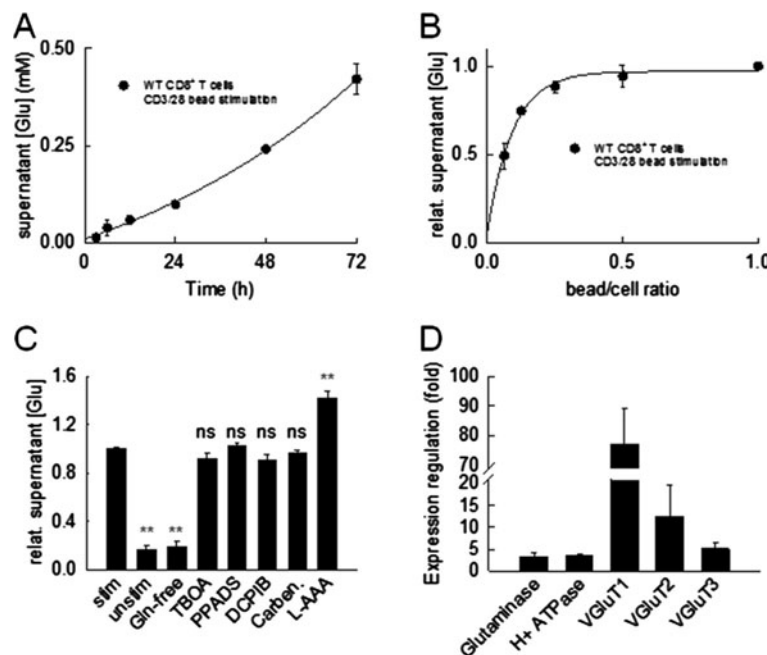 A
supernatant [Glu] (mM)
0.50
0.25
0.00
WT CD8+ T cells
CD3/28 bead stimulation
0 24 48 72
Time (h)
B
relat. supernatant [Glu]
1.0
0.5
0.0
WT CD8+ T cells
CD3/28 bead stimulation
0.0 0.5 1.0
bead/cell ratio
C
relat. supernatant [Glu]
1.6
1.2
0.8
0.4
0.0
** ** ns ns ns ns **
stim unstim Gln-free TBOA PPADS DCPIB Carben. L-AAA
D
Expression regulation (fold)
100
90
80
70
20
15
10
5
0
Glutaminase H+ ATPase VGluT1 VGluT2 VGluT3